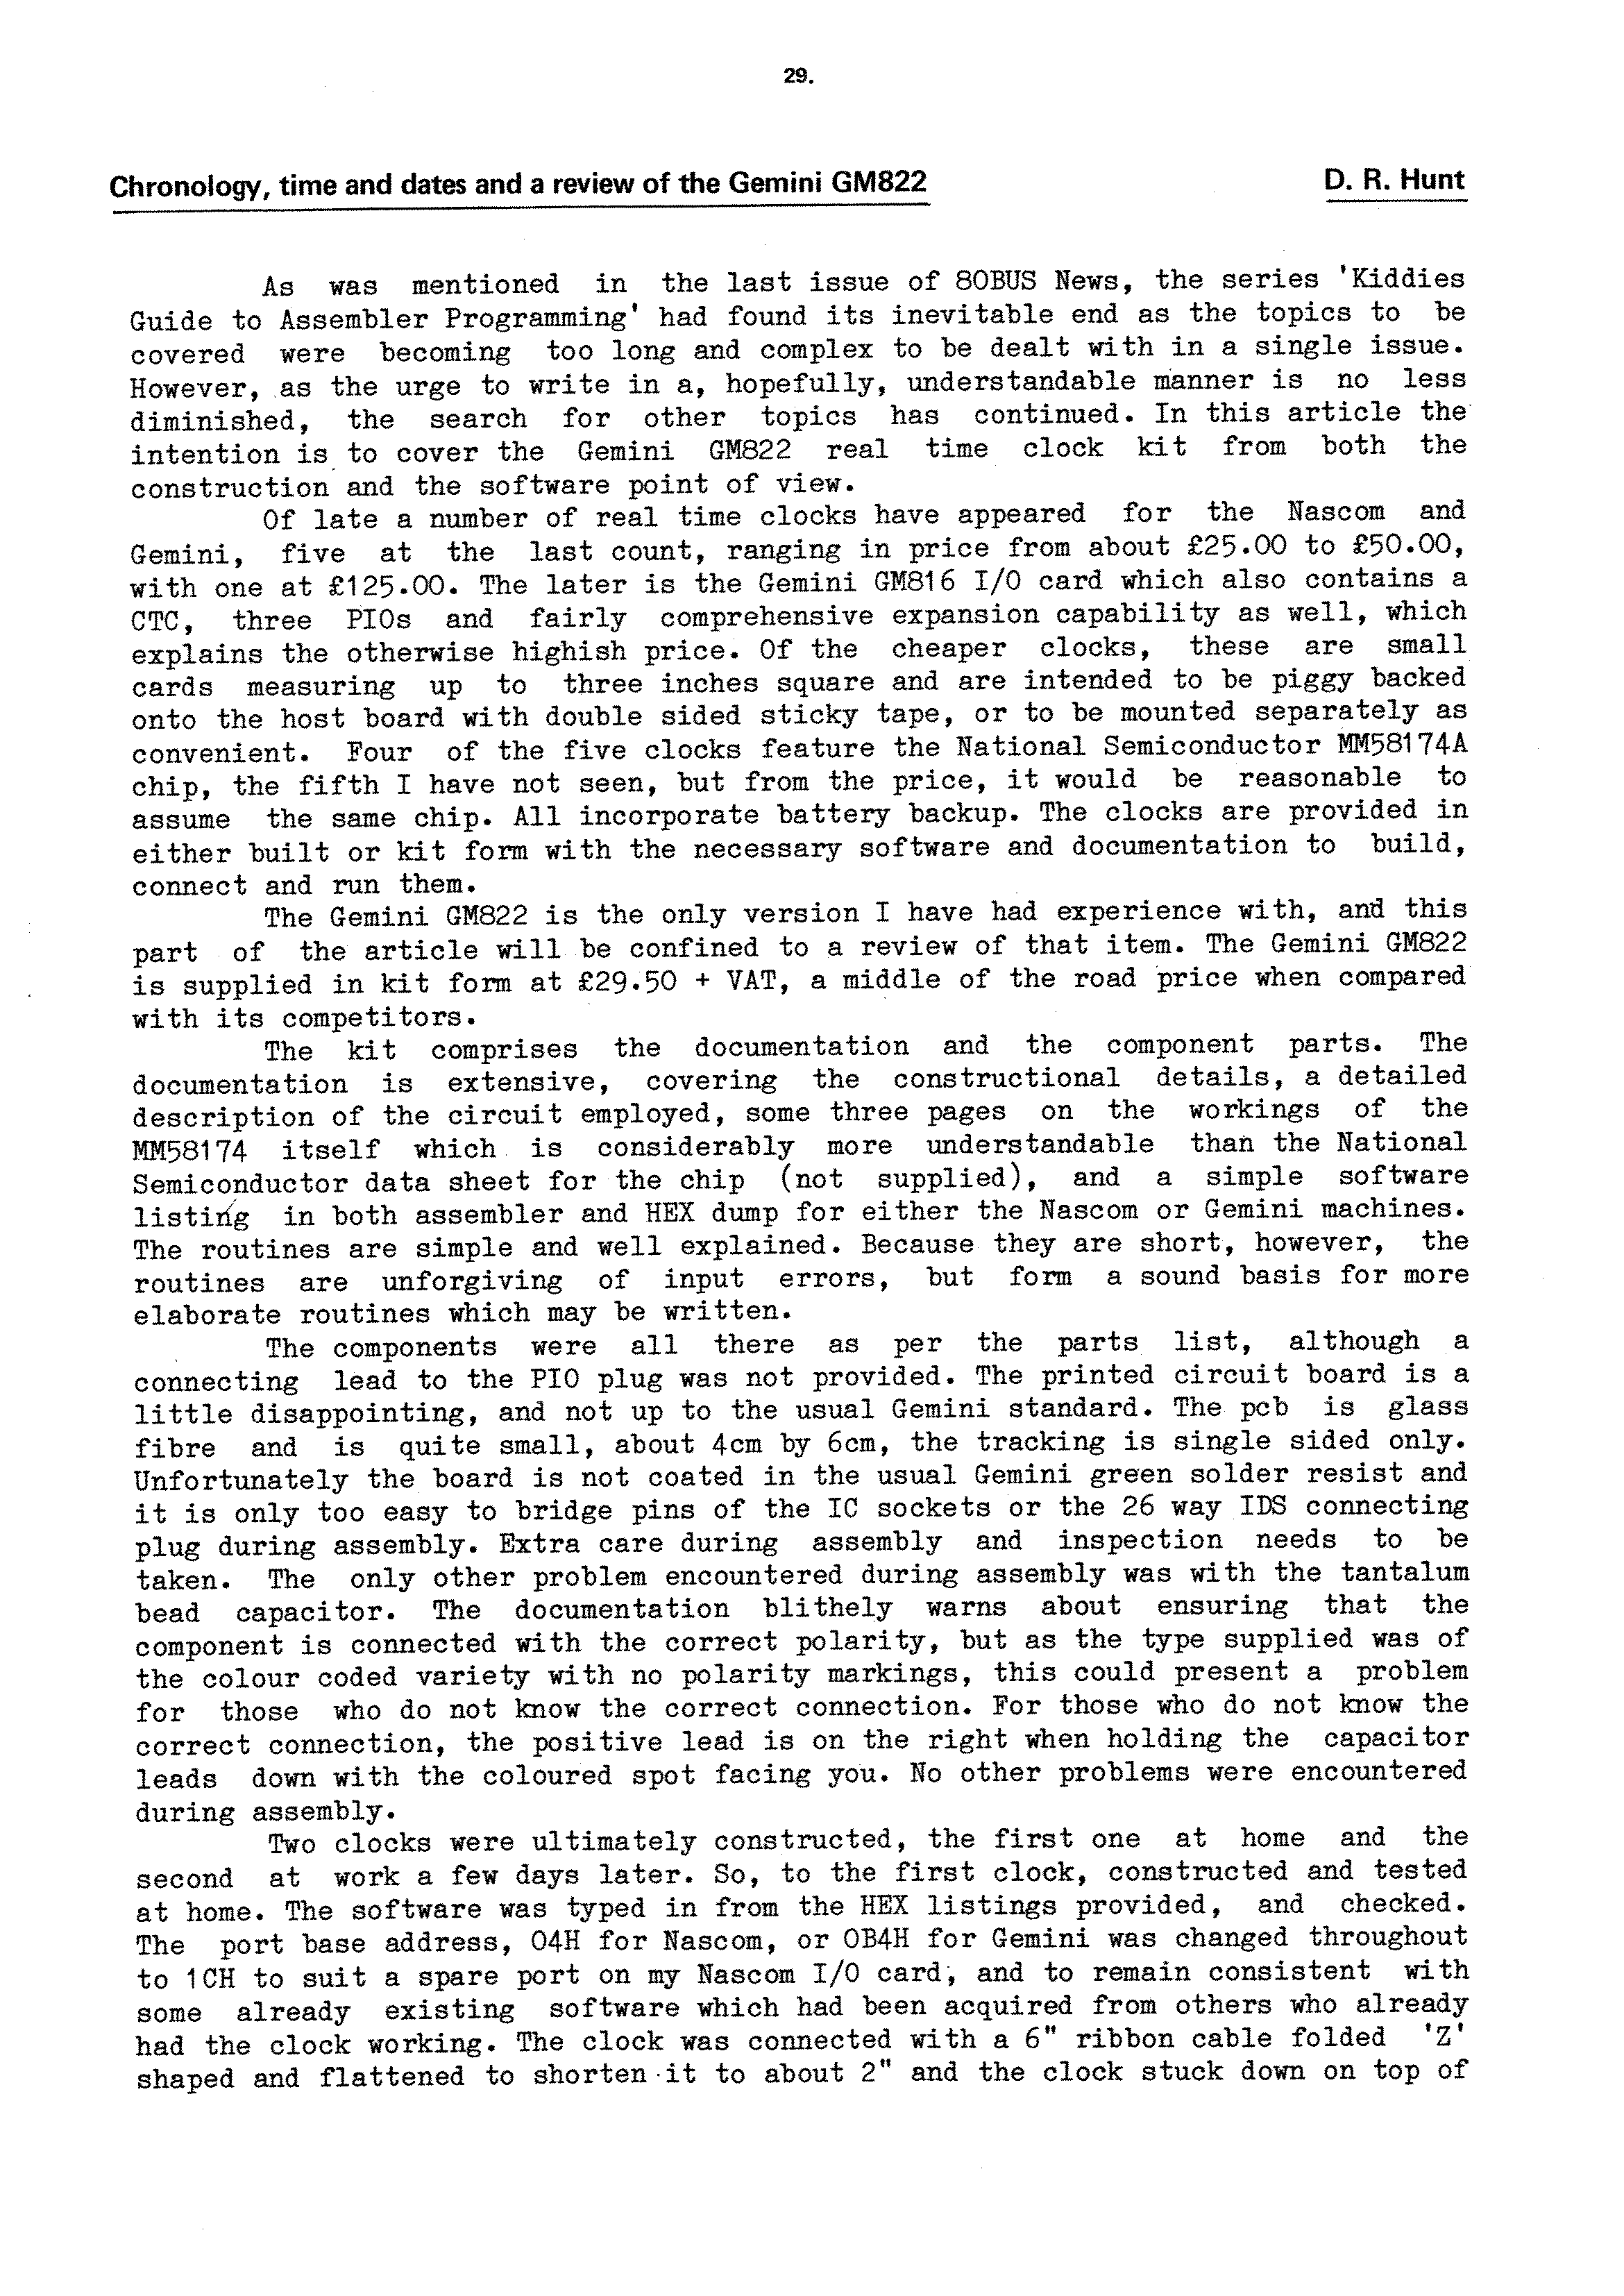 29.
Chronology, time and dates and a review of the Gemini GM822 D. R. Hunt
As was mentioned in the last issue of 80BUS News, the series 'Kiddies
Guide to Assembler Programming' had found its inevitable end as the topics to be
covered were becoming too long and complex to be dealt with in a single issue.
However, as the urge to write in a, hopefully, understandable manner is no less
diminished, the search for other topics has continued. In this article the
intention is to cover the Gemini GM822 real time clock kit from both the
construction and the software point of view.
Of late a number of real time clocks have appeared for the Nascom and
Gemini, five at the last count, ranging in price from about £25.00 to £50.00,
with one at £125.00. The later is the Gemini GM816 I/O card which also contains a
CTC, three PIOs and fairly comprehensive expansion capability as well, which
explains the otherwise highish price. Of the cheaper clocks, these are small
cards measuring up to three inches square and are intended to be piggy backed
onto the host board with double sided sticky tape, or to be mounted separately as
convenient. Four of the five clocks feature the National Semiconductor MM58174A
chip, the fifth I have not seen, but from the price, it would be reasonable to
assume the same chip. All incorporate battery backup. The clocks are provided in
either built or kit form with the necessary software and documentation to build,
connect and run them.
The Gemini GM822 is the only version I have had experience with, and this
part of the article will be confined to a review of that item. The Gemini GM822
is supplied in kit form at £29.50 + VAT, a middle of the road price when compared
with its competitors.
The kit comprises the documentation and the component parts. The
documentation is extensive, covering the constructional details, a detailed
description of the circuit employed, some three pages on the workings of the
MM58174 itself which is considerably more understandable than the National
Semiconductor data sheet for the chip (not supplied), and a simple software
listing in both assembler and HEX dump for either the Nascom or Gemini machines.
The routines are simple and well explained. Because they are short, however, the
routines are unforgiving of input errors, but form a sound basis for more
elaborate routines which may be written.
The components were all there as per the parts list, although a
connecting lead to the PIO plug was not provided. The printed circuit board is a
little disappointing, and not up to the usual Gemini standard. The pcb is glass
fibre and is quite small, about 4cm by 6cm, the tracking is single sided only.
Unfortunately the board is not coated in the usual Gemini green solder resist and
it is only too easy to bridge pins of the IC sockets or the 26 way IDS connecting
plug during assembly. Extra care during assembly and inspection needs to be
taken. The only other problem encountered during assembly was with the tantalum
bead capacitor. The documentation blithely warns about ensuring that the
component is connected with the correct polarity, but as the type supplied was of
the colour coded variety with no polarity markings, this could present a problem
for those who do not know the correct connection. For those who do not know the
correct connection, the positive lead is on the right when holding the capacitor
leads down with the coloured spot facing you. No other problems were encountered
during assembly.
Two clocks were ultimately constructed, the first one at home and the
second at work a few days later. So, to the first clock, constructed and tested
at home. The software was typed in from the HEX listings provided, and checked.
The port base address, 04H for Nascom, or 0B4H for Gemini was changed throughout
to 1CH to suit a spare port on my Nascom I/O card, and to remain consistent with
some already existing software which had been acquired from others who already
had the clock working. The clock was connected with a 6" ribbon cable folded 'Z'
shaped and flattened to shorten it to about 2" and the clock stuck down on top of